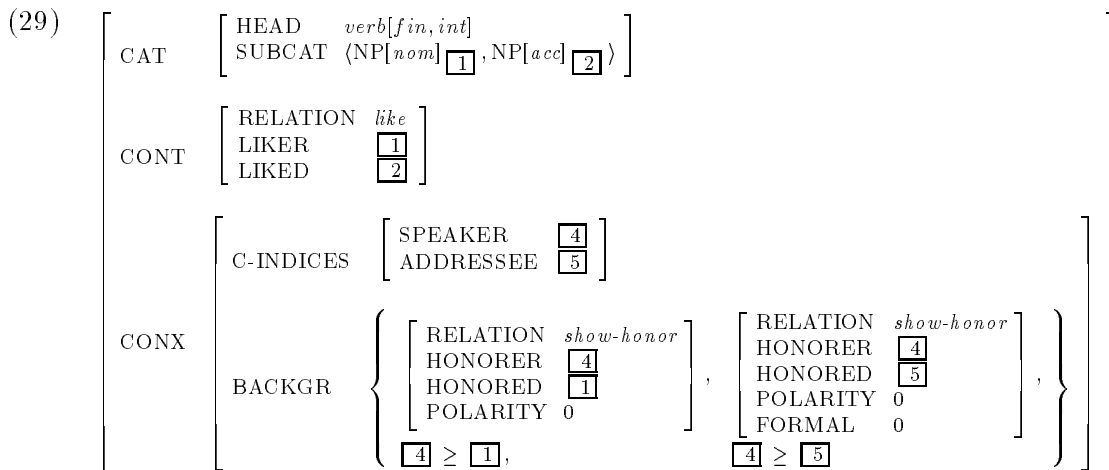 (29)
HEAD verb[fin, int]
CAT SUBCAT ⟨NP[nom] 1 , NP[acc] 2 ⟩
RELATION like
CONT LIKER 1
LIKED 2
SPEAKER 4
C-INDICES ADDRESSEE 5
CONX
BACKGR
RELATION show-honor
HONORER 4
HONORED 1
POLARITY 0
,
RELATION show-honor
HONORER 4
HONORED 5
POLARITY 0
FORMAL 0
,
4 ≥ 1 , 4 ≥ 5